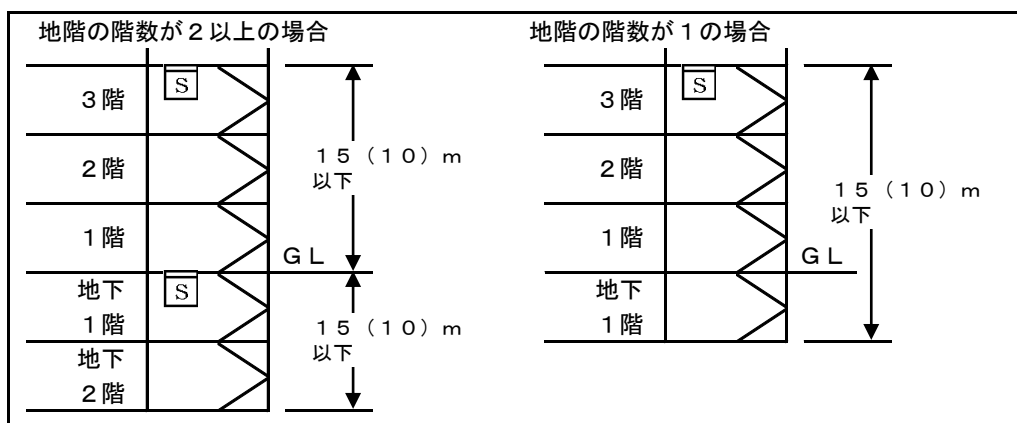 地階の階数が２以上の場合
S
３階
２階
１階
地下
１階
地下
２階
１５（１０）ｍ
以下
ＧＬ
S
１５（１０）ｍ
以下
地階の階数が１の場合
S
３階
２階
１階
地下
１階
１５（１０）ｍ
以下
ＧＬ